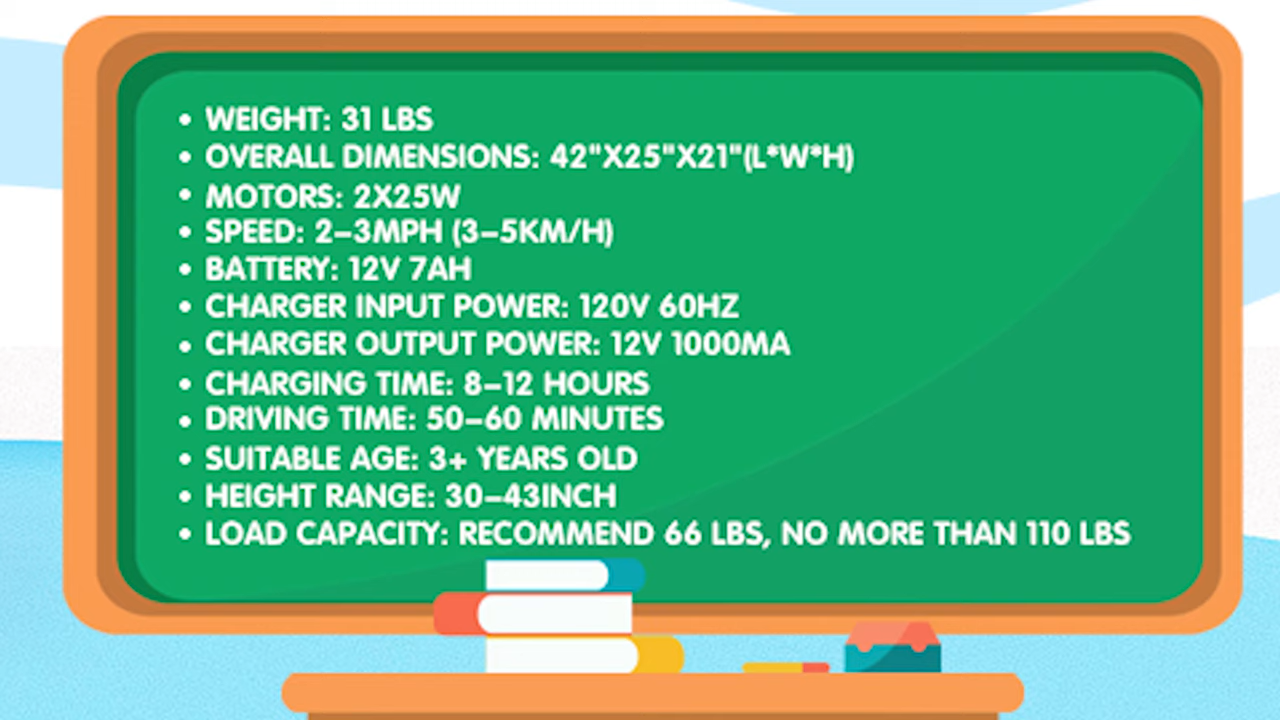 • WEIGHT: 31 LBS
• OVERALL DIMENSIONS: 42"X25"X21"(L*W*H)
• MOTORS: 2X25W
• SPEED: 2–3MPH (3–5KM/H)
• BATTERY: 12V 7AH
• CHARGER INPUT POWER: 120V 60HZ
• CHARGER OUTPUT POWER: 12V 1000MA
• CHARGING TIME: 8–12 HOURS
• DRIVING TIME: 50–60 MINUTES
• SUITABLE AGE: 3+ YEARS OLD
• HEIGHT RANGE: 30–43INCH
• LOAD CAPACITY: RECOMMEND 66 LBS, NO MORE THAN 110 LBS